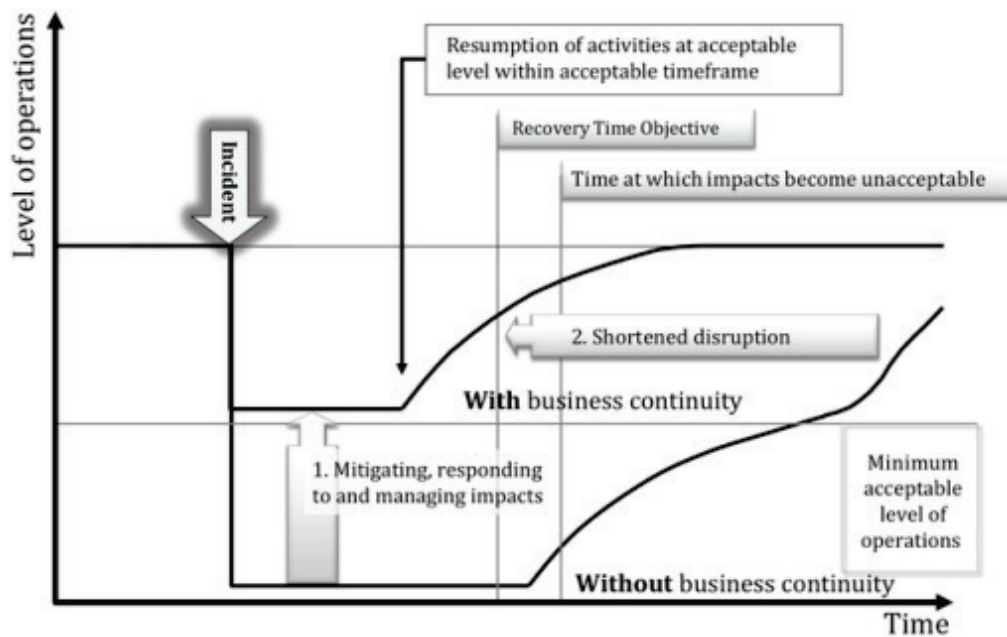 Level of operations
Incident
Resumption of activities at acceptable
level within acceptable timeframe
Recovery Time Objective
Time at which impacts become unacceptable
2. Shortened disruption
With business continuity
1. Mitigating, responding
to and managing impacts
Minimum
acceptable
level of
operations
Without business continuity
Time